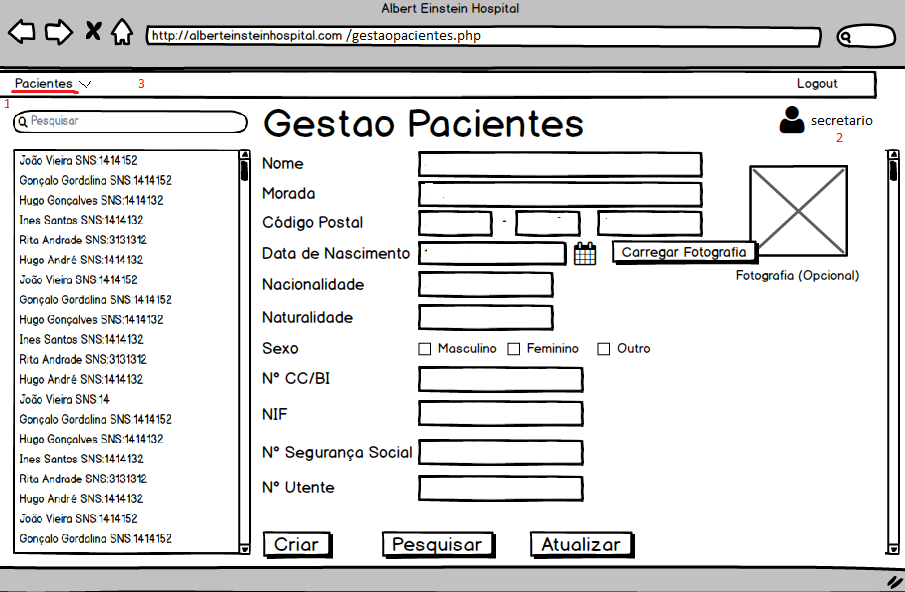 Albert Einstein Hospital
http://alberteinsteinhospital.com /gestaopacientes.php
Pacientes 3 Logout
1
Pesquisar
Gestao Pacientes
secretario
2
João Vieira SNS:1414152
Gonçalo Gordalina SNS:1414152
Hugo Gonçalves SNS:1414132
Ines Santos SNS:1414132
Rita Andrade SNS:3131312
Hugo André SNS:1414132
João Vieira SNS:1414152
Gonçalo Gordalina SNS:1414152
Hugo Gonçalves SNS:1414132
Ines Santos SNS:1414132
Rita Andrade SNS:3131312
Hugo André SNS:1414132
João Vieira SNS:14
Gonçalo Gordalina SNS:1414152
Hugo Gonçalves SNS:1414132
Ines Santos SNS:1414132
Rita Andrade SNS:3131312
Hugo André SNS:1414132
João Vieira SNS:1414152
Gonçalo Gordalina SNS:1414152
Nome
Morada
Código Postal -
Data de Nascimento
Carregar Fotografia
Fotografia (Opcional)
Nacionalidade
Naturalidade
Sexo Masculino Feminino Outro
Nº CC/BI
NIF
Nº Segurança Social
Nº Utente
Criar Pesquisar Atualizar